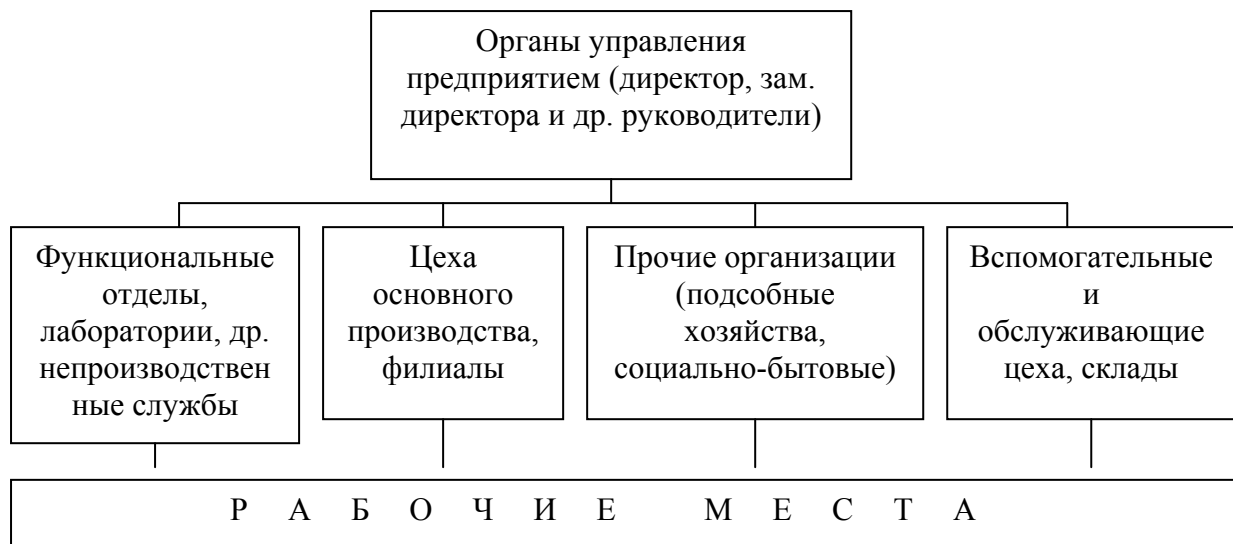 Органы управления
предприятием (директор, зам.
директора и др. руководители)
Функциональные
отделы,
лаборатории, др.
непроизводствен
ные службы
Цеха
основного
производства,
филиалы
Прочие организации
(подсобные
хозяйства,
социально-бытовые)
Вспомогательные
и
обслуживающие
цеха, склады
Р А Б О Ч И Е М Е С Т А